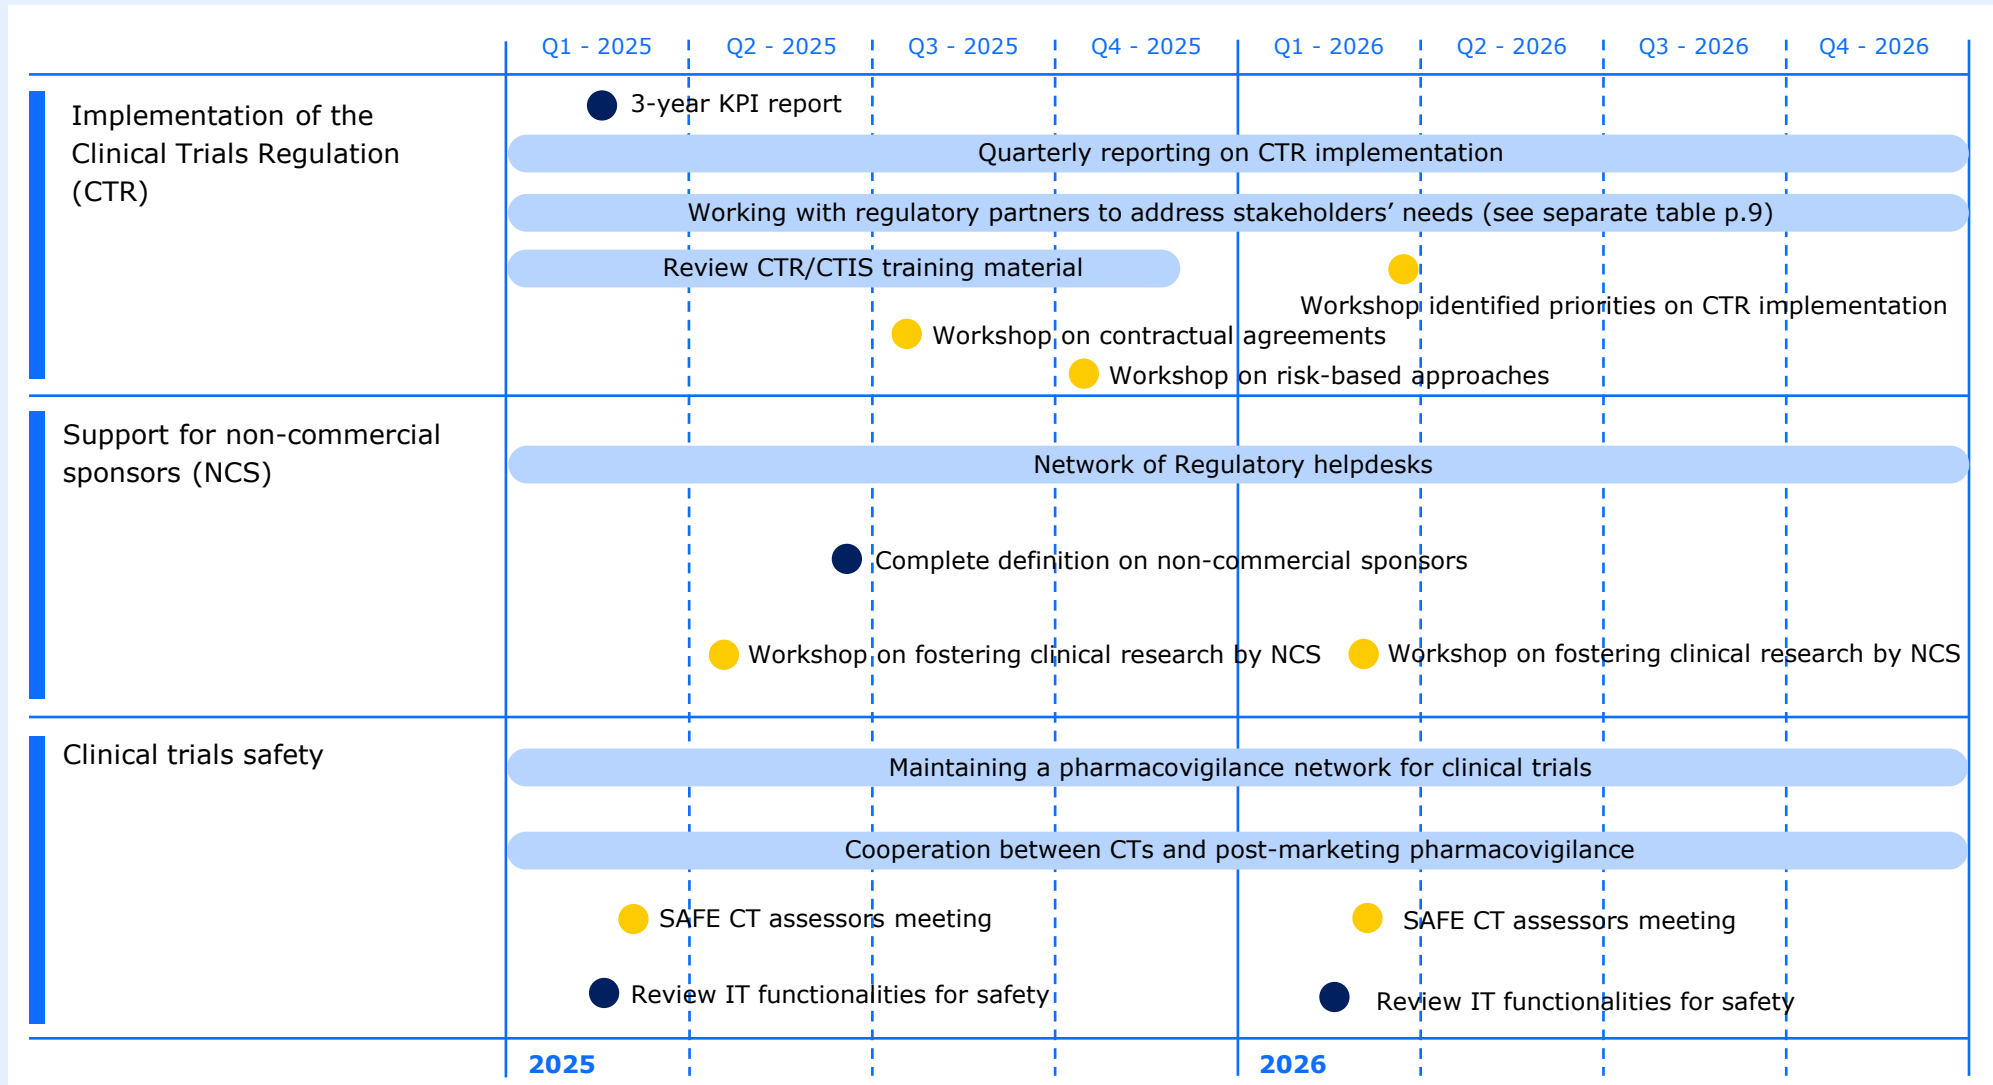 Q1 - 2025
Q2 - 2025
Q3 - 2025
Q4 - 2025
Q1 - 2026
Q2 - 2026
Q3 - 2026
Q4 - 2026
Implementation of the
Clinical Trials Regulation
(CTR)
3-year KPI report
Quarterly reporting on CTR implementation
Working with regulatory partners to address stakeholders’ needs (see separate table p.9)
Review CTR/CTIS training material
Workshop identified priorities on CTR implementation
Workshop on contractual agreements
Workshop on risk-based approaches
Support for non-commercial
sponsors (NCS)
Network of Regulatory helpdesks
Complete definition on non-commercial sponsors
Workshop on fostering clinical research by NCS
Workshop on fostering clinical research by NCS
Clinical trials safety
Maintaining a pharmacovigilance network for clinical trials
Cooperation between CTs and post-marketing pharmacovigilance
SAFE CT assessors meeting
SAFE CT assessors meeting
Review IT functionalities for safety
Review IT functionalities for safety
2025
2026